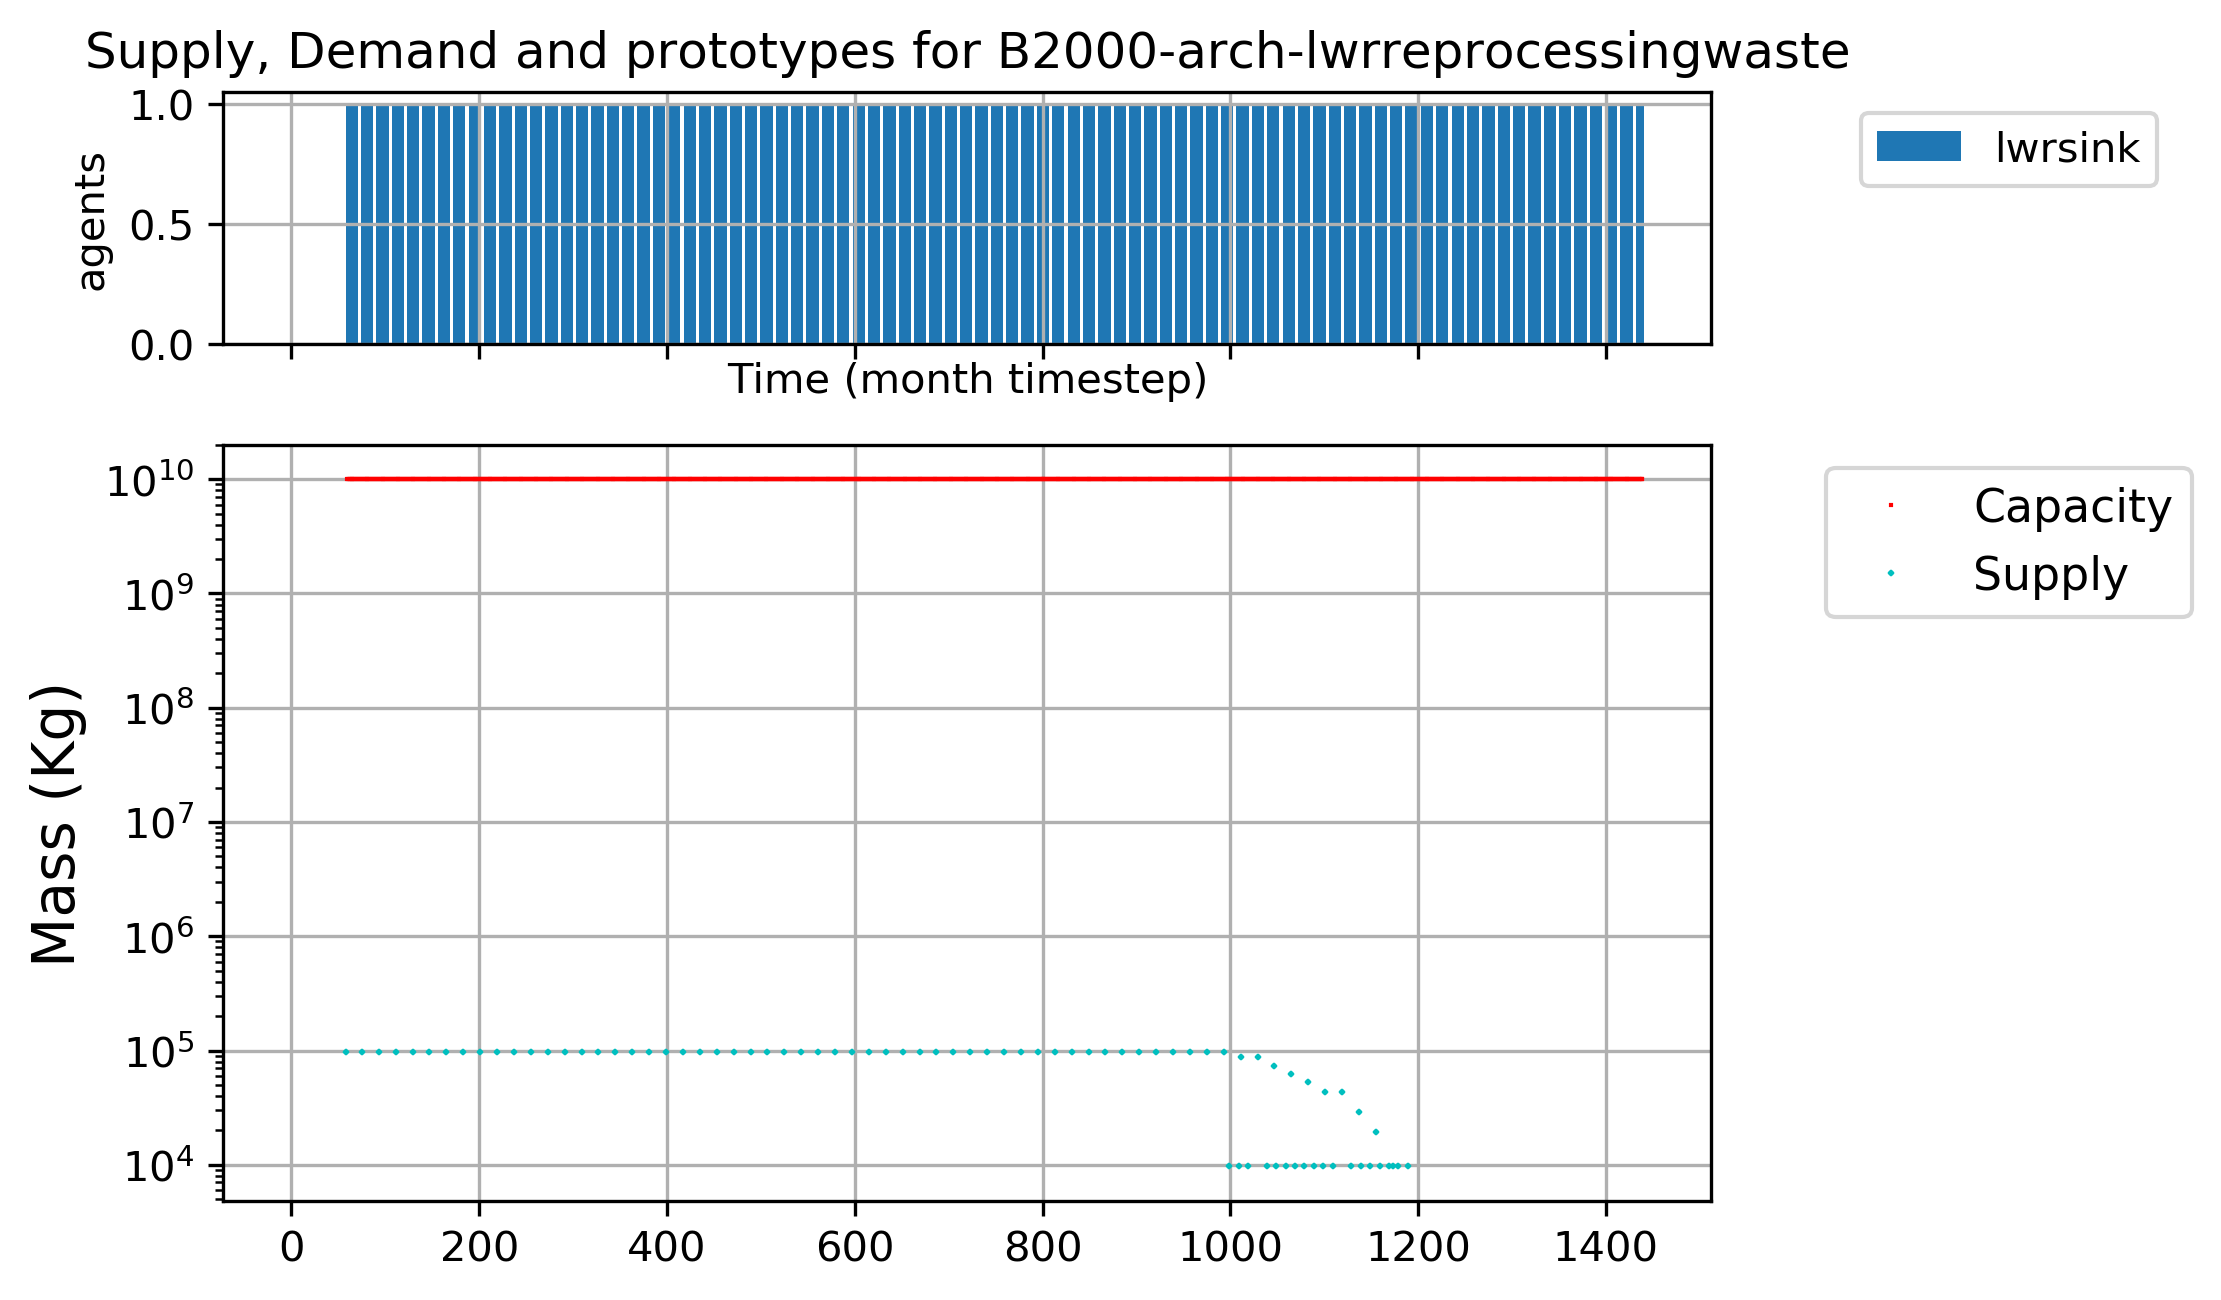 Supply, Demand and prototypes for B2000-arch-lwrreprocessingwaste
1.0
0.5
0.0
agents
lwrsink
Time (month timestep)
10^10
10^9
10^8
10^7
10^6
10^5
10^4
Mass (Kg)
Capacity
Supply
0 200 400 600 800 1000 1200 1400